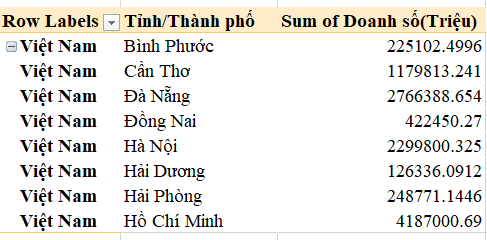 Row Labels Tỉnh/Thành phố Sum of Doanh số(Triệu)
Việt Nam Bình Phước 225102.4996
Việt Nam Cần Thơ 1179813.241
Việt Nam Đà Nẵng 2766388.654
Việt Nam Đồng Nai 422450.27
Việt Nam Hà Nội 2299800.325
Việt Nam Hải Dương 126336.0912
Việt Nam Hải Phòng 248771.1446
Việt Nam Hồ Chí Minh 4187000.69